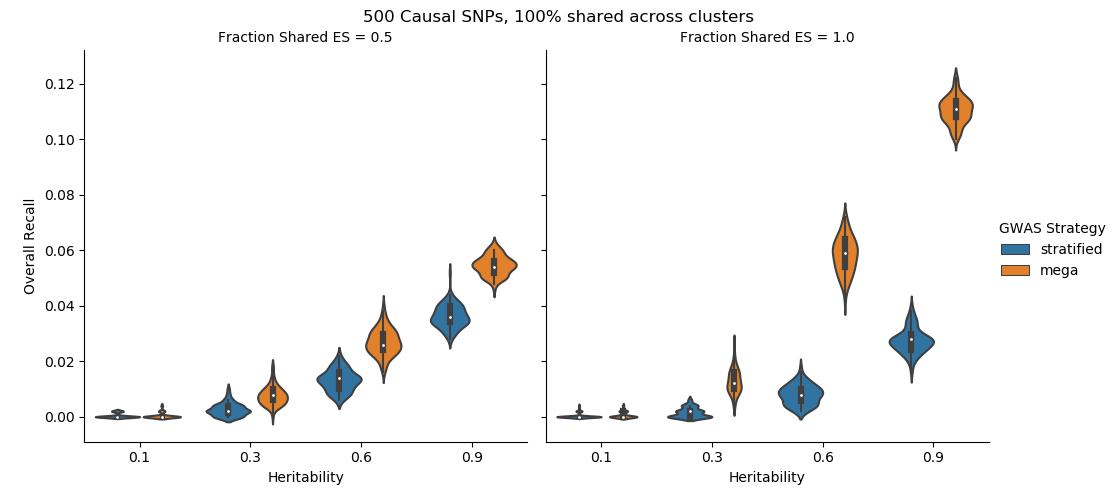 500 Causal SNPs, 100% shared across clusters
Fraction Shared ES = 0.5
Fraction Shared ES = 1.0
0.12
0.10
0.08
0.06
0.04
0.02
0.00
Overall Recall
0.1 0.3 0.6 0.9
0.1 0.3 0.6 0.9
Heritability
Heritability
GWAS Strategy
stratified
mega